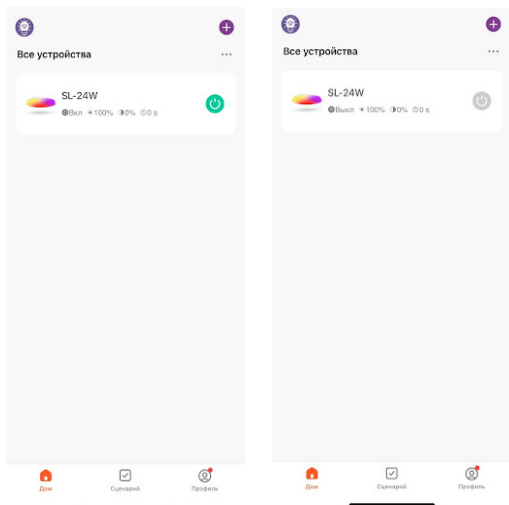 Все устройства
SL-24W
Вкл 100% 0% 0 s
Дом Сценарий Профиль
Все устройства
SL-24W
Выкл 100% 0% 0 s
Дом Сценарий Профиль